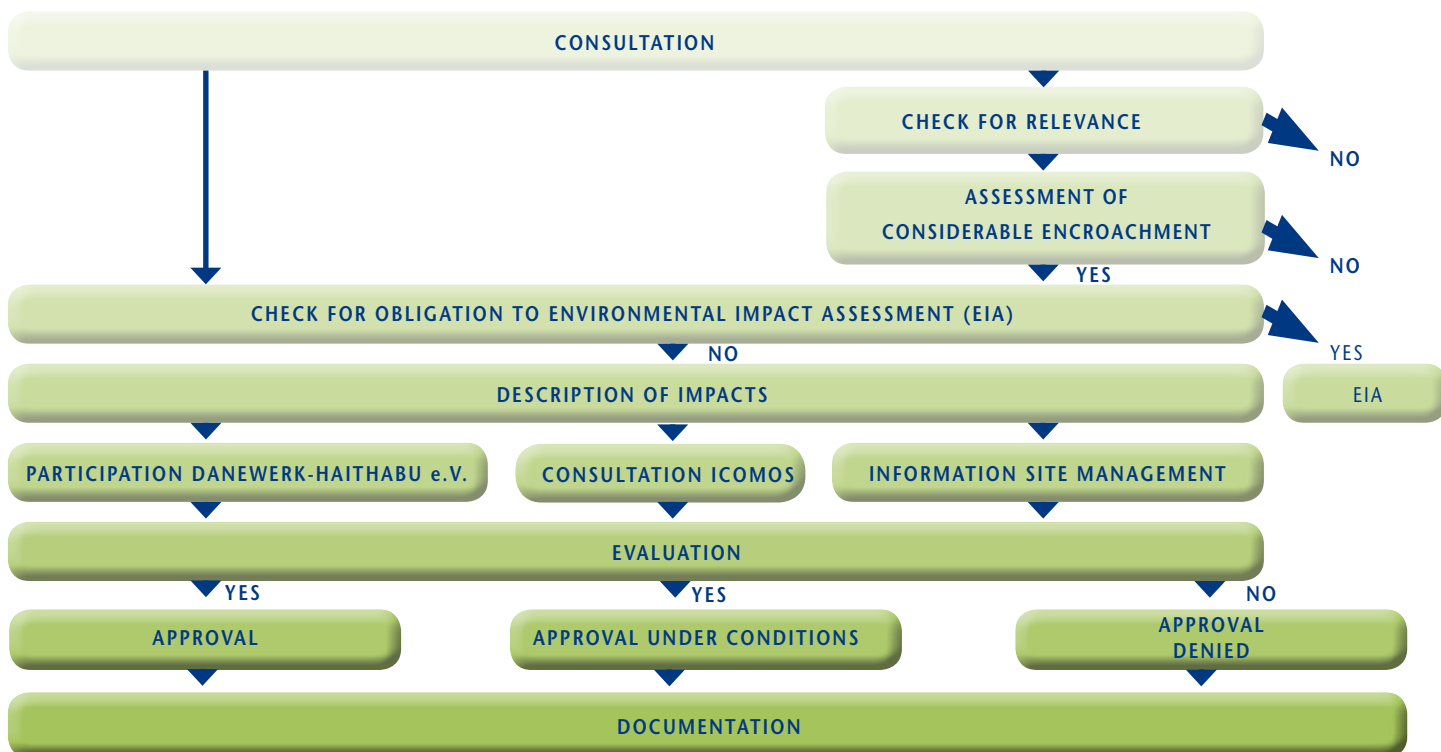 CONSULTATION
CHECK FOR RELEVANCE
NO
ASSESSMENT OF
CONSIDERABLE ENCROACHMENT
NO
YES
CHECK FOR OBLIGATION TO ENVIRONMENTAL IMPACT ASSESSMENT (EIA)
NO
YES
DESCRIPTION OF IMPACTS
EIA
PARTICIPATION DANEWERK-HAITHABU e.V.
CONSULTATION ICOMOS
INFORMATION SITE MANAGEMENT
EVALUATION
YES
YES
NO
APPROVAL
APPROVAL UNDER CONDITIONS
APPROVAL
DENIED
DOCUMENTATION